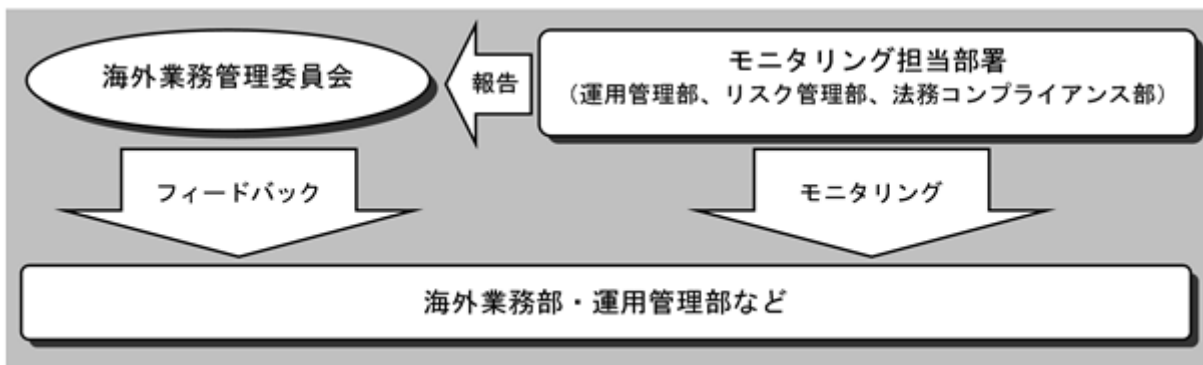 海外業務管理委員会
報告
モニタリング担当部署
（運用管理部、リスク管理部、法務コンプライアンス部）
フィードバック
モニタリング
海外業務部・運用管理部など